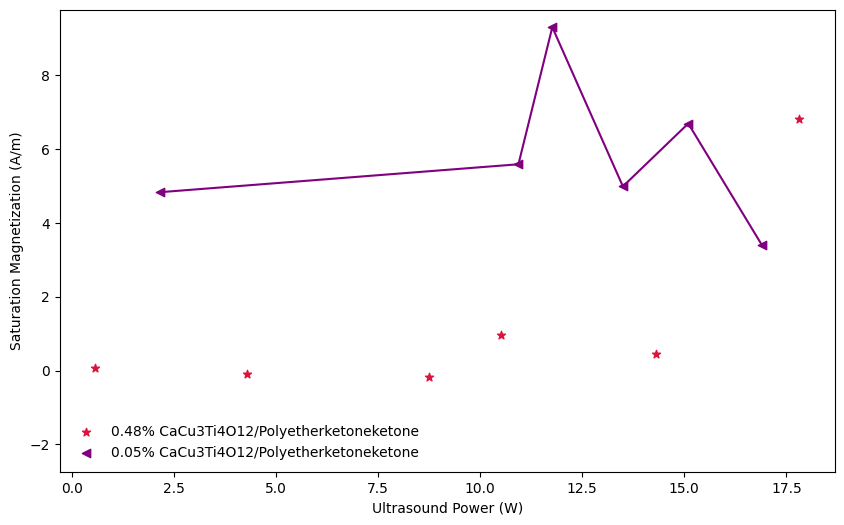 Saturation Magnetization (A/m)
8
6
4
2
0
−2
0.48% CaCu3Ti4O12/Polyetherketoneketone
0.05% CaCu3Ti4O12/Polyetherketoneketone
0.0 2.5 5.0 7.5 10.0 12.5 15.0 17.5
Ultrasound Power (W)